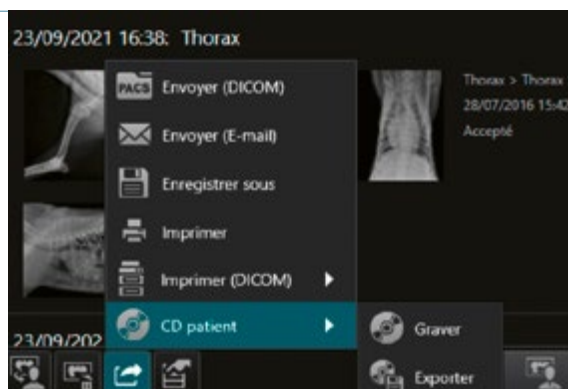 23/09/2021 16:38: Thorax
Thorax > Thorax
28/07/2016 15:42
Accepté
PACS Envoyer (DICOM)
Envoyer (E-mail)
Enregistrer sous
Imprimer
Imprimer (DICOM)
CD patient
Graver
Exporter
23/09/202